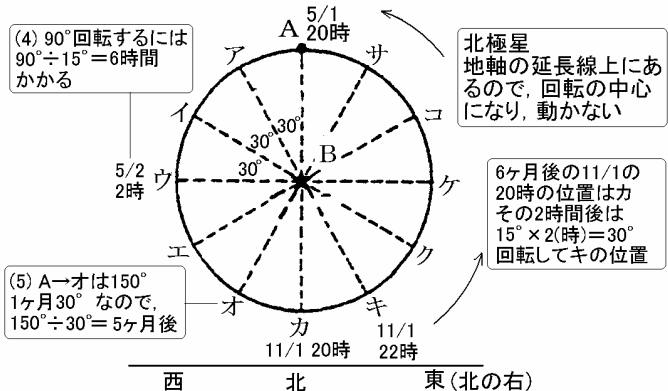 (4) 90°回転するには
90°÷15°＝6時間
かかる
5/1
20時
A
北極星
地軸の延長線上にあ
るので，回転の中心
になり，動かない
ア
サ
イ
コ
30°
30°
30°
B
5/2
2時
ウ
ケ
6ヶ月後の11/1の
20時の位置はカ
その2時間後は
15°×2(時)＝30°
回転してキの位置
エ
ク
(5) A→オは150°
1ヶ月30° なので，
150°÷30°＝5ヶ月後
オ
カ
キ
11/1 20時
11/1
22時
西
北
東(北の右)